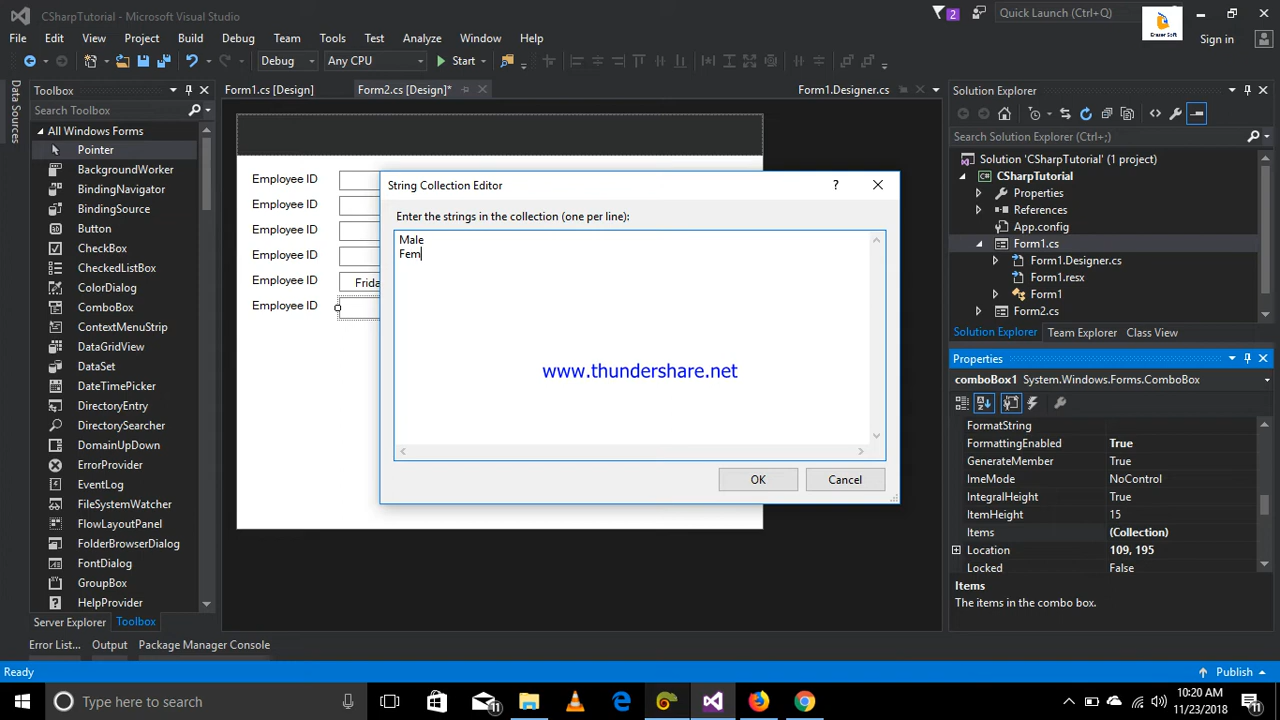 CSharpTutorial - Microsoft Visual Studio
2
Quick Launch (Ctrl+Q)
Eraser Soft
File Edit View Project Build Debug Team Tools Test Analyze Window Help
Sign in
Debug Any CPU Start
Data Sources
Toolbox
Search Toolbox
All Windows Forms
Pointer
BackgroundWorker
BindingNavigator
BindingSource
Button
CheckBox
CheckedListBox
ColorDialog
ComboBox
ContextMenuStrip
DataGridView
DataSet
DateTimePicker
DirectoryEntry
DirectorySearcher
DomainUpDown
ErrorProvider
EventLog
FileSystemWatcher
FlowLayoutPanel
FolderBrowserDialog
FontDialog
GroupBox
HelpProvider
Server Explorer Toolbox
Form1.cs [Design] Form2.cs [Design]* Form1.Designer.cs
Employee ID
Employee ID
Employee ID
Employee ID
Employee ID Frida
Employee ID
String Collection Editor ?
Enter the strings in the collection (one per line):
Male
Fem
www.thundershare.net
OK Cancel
Solution Explorer
Search Solution Explorer (Ctrl+;)
Solution 'CSharpTutorial' (1 project)
CSharpTutorial
Properties
References
App.config
Form1.cs
Form1.Designer.cs
Form1.resx
Form1
Form2.cs
Solution Explorer Team Explorer Class View
Properties
comboBox1 System.Windows.Forms.ComboBox
FormatString
FormattingEnabled True
GenerateMember True
ImeMode NoControl
IntegralHeight True
ItemHeight 15
Items (Collection)
Location 109, 195
Locked False
Items
The items in the combo box.
Error List... Output Package Manager Console
Ready
Publish
Type here to search
11
10:20 AM
11/23/2018
11